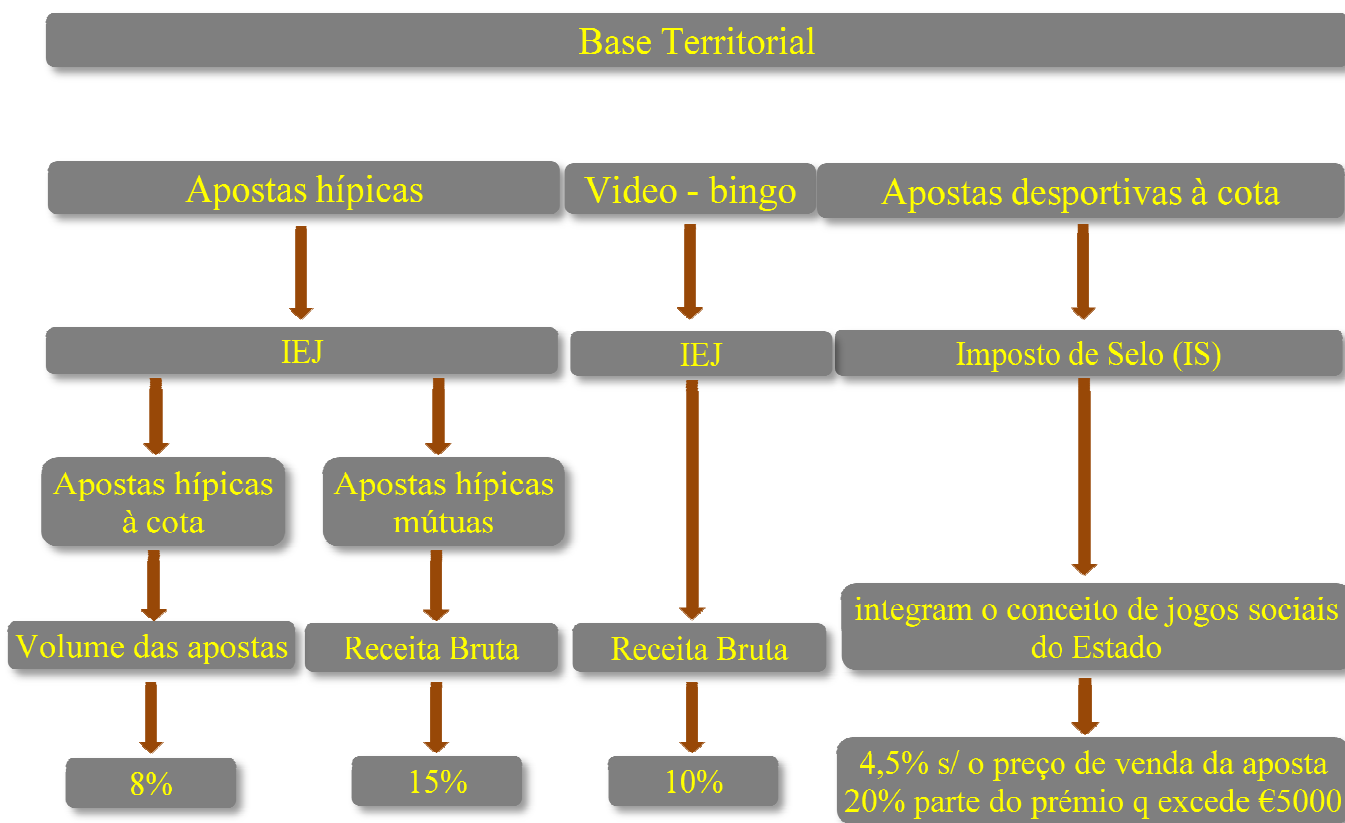 Base Territorial
Apostas hípicas
Video - bingo
Apostas desportivas à cota
IEJ
IEJ
Imposto de Selo (IS)
Apostas hípicas
à cota
Apostas hípicas
mútuas
Volume das apostas
Receita Bruta
Receita Bruta
integram o conceito de jogos sociais
do Estado
8%
15%
10%
4,5% s/ o preço de venda da aposta
20% parte do prémio q excede €5000